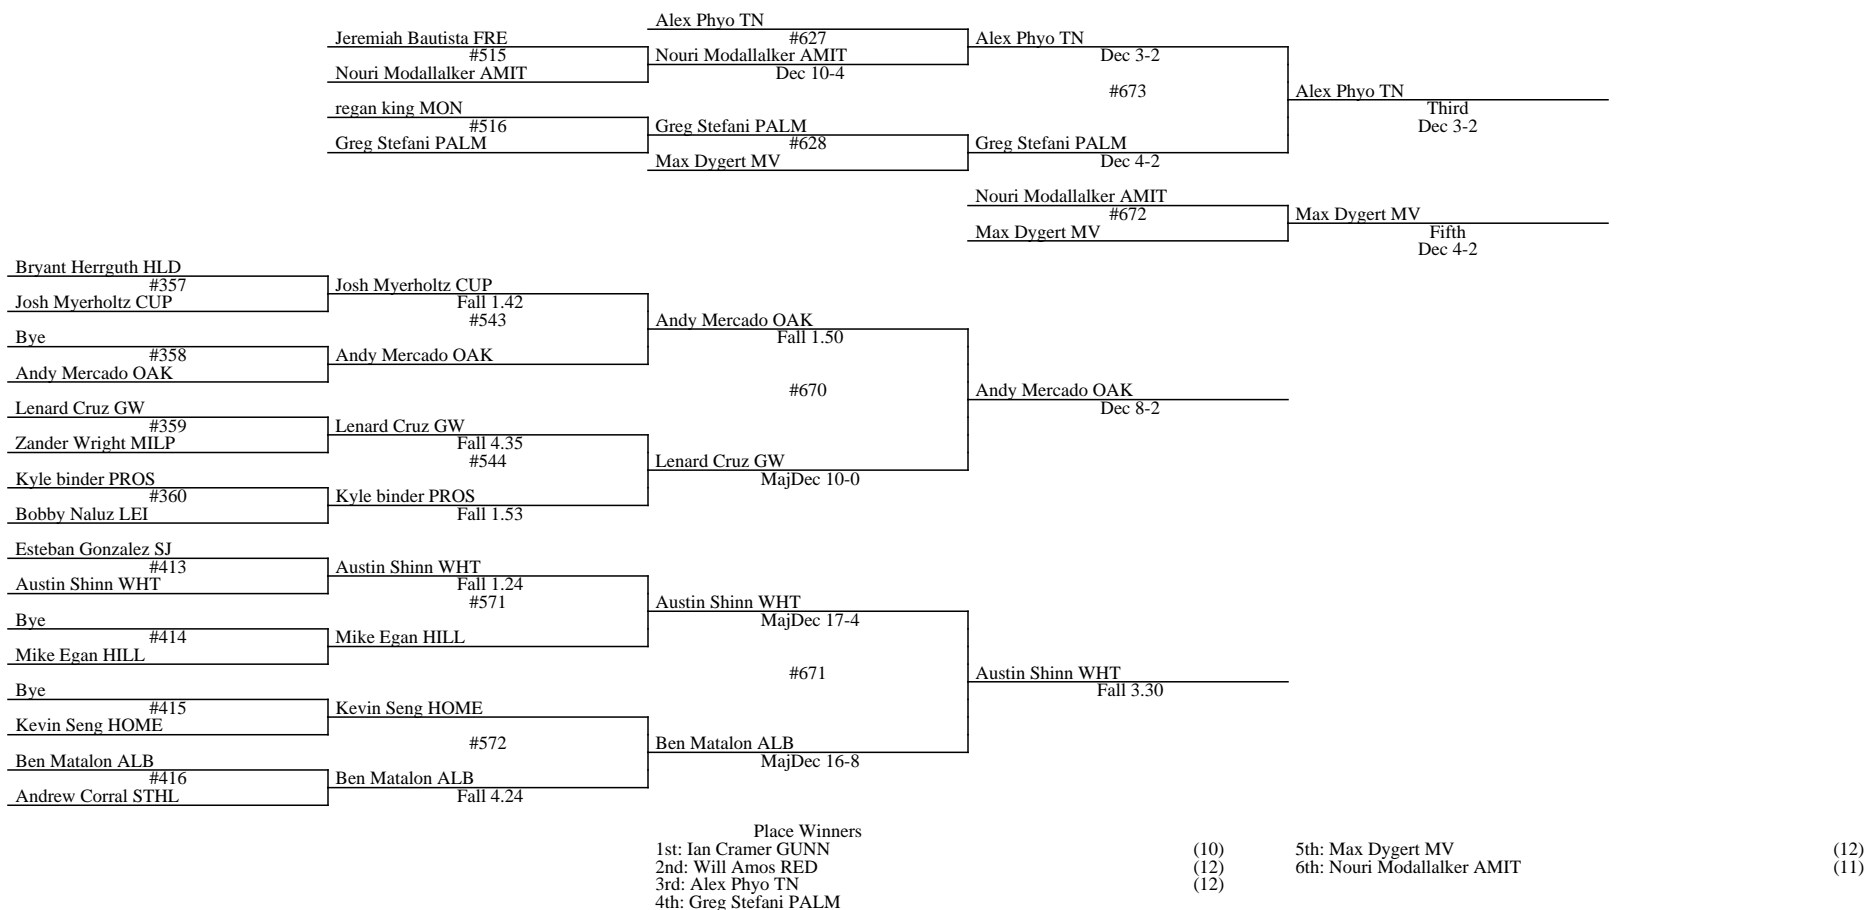 Alex Phyo TN
Jeremiah Bautista FRE
#627
Alex Phyo TN
#515
Nouri Modallalker AMIT
Dec 3-2
Nouri Modallalker AMIT
Dec 10-4
#673
Alex Phyo TN
regan king MON
Third
#516
Greg Stefani PALM
Dec 3-2
Greg Stefani PALM
#628
Greg Stefani PALM
Max Dygert MV
Dec 4-2
Nouri Modallalker AMIT
#672
Max Dygert MV
Max Dygert MV
Fifth
Dec 4-2
Bryant Herrguth HLD
#357
Josh Myerholtz CUP
Josh Myerholtz CUP
Fall 1.42
#543
Andy Mercado OAK
Bye
Fall 1.50
#358
Andy Mercado OAK
Andy Mercado OAK
#670
Andy Mercado OAK
Lenard Cruz GW
Dec 8-2
#359
Lenard Cruz GW
Zander Wright MILP
Fall 4.35
#544
Lenard Cruz GW
Kyle binder PROS
MajDec 10-0
#360
Kyle binder PROS
Bobby Naluz LEI
Fall 1.53
Esteban Gonzalez SJ
#413
Austin Shinn WHT
Austin Shinn WHT
Fall 1.24
#571
Austin Shinn WHT
Bye
MajDec 17-4
#414
Mike Egan HILL
Mike Egan HILL
#671
Austin Shinn WHT
Bye
Fall 3.30
#415
Kevin Seng HOME
Kevin Seng HOME
#572
Ben Matalon ALB
Ben Matalon ALB
MajDec 16-8
#416
Ben Matalon ALB
Andrew Corral STHL
Fall 4.24
Place Winners
1st: Ian Cramer GUNN (10) 5th: Max Dygert MV (12)
2nd: Will Amos RED (12) 6th: Nouri Modallalker AMIT (11)
3rd: Alex Phyo TN (12)
4th: Greg Stefani PALM